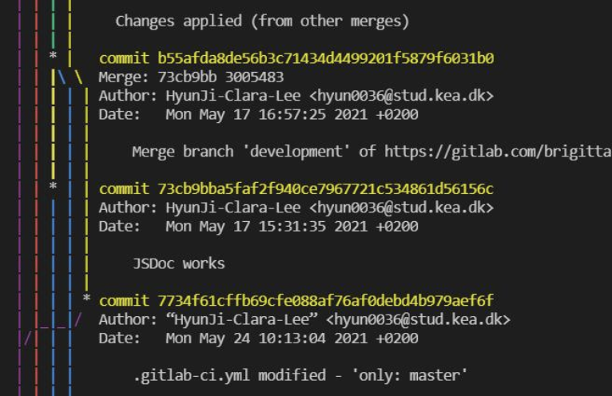 Changes applied (from other merges)
commit b55afda8de56b3c71434d4499201f5879f6031b0
Merge: 73cb9bb 3005483
Author: HyunJi-Clara-Lee <hyun0036@stud.kea.dk>
Date:   Mon May 17 16:57:25 2021 +0200
Merge branch 'development' of https://gitlab.com/brigitta
commit 73cb9bba5faf2f940ce7967721c534861d56156c
Author: HyunJi-Clara-Lee <hyun0036@stud.kea.dk>
Date:   Mon May 17 15:31:35 2021 +0200
JSDoc works
commit 7734f61cffb69cfe088af76af0debd4b979aef6f
Author: “HyunJi-Clara-Lee” <hyun0036@stud.kea.dk>
Date:   Mon May 24 10:13:04 2021 +0200
.gitlab-ci.yml modified - 'only: master'